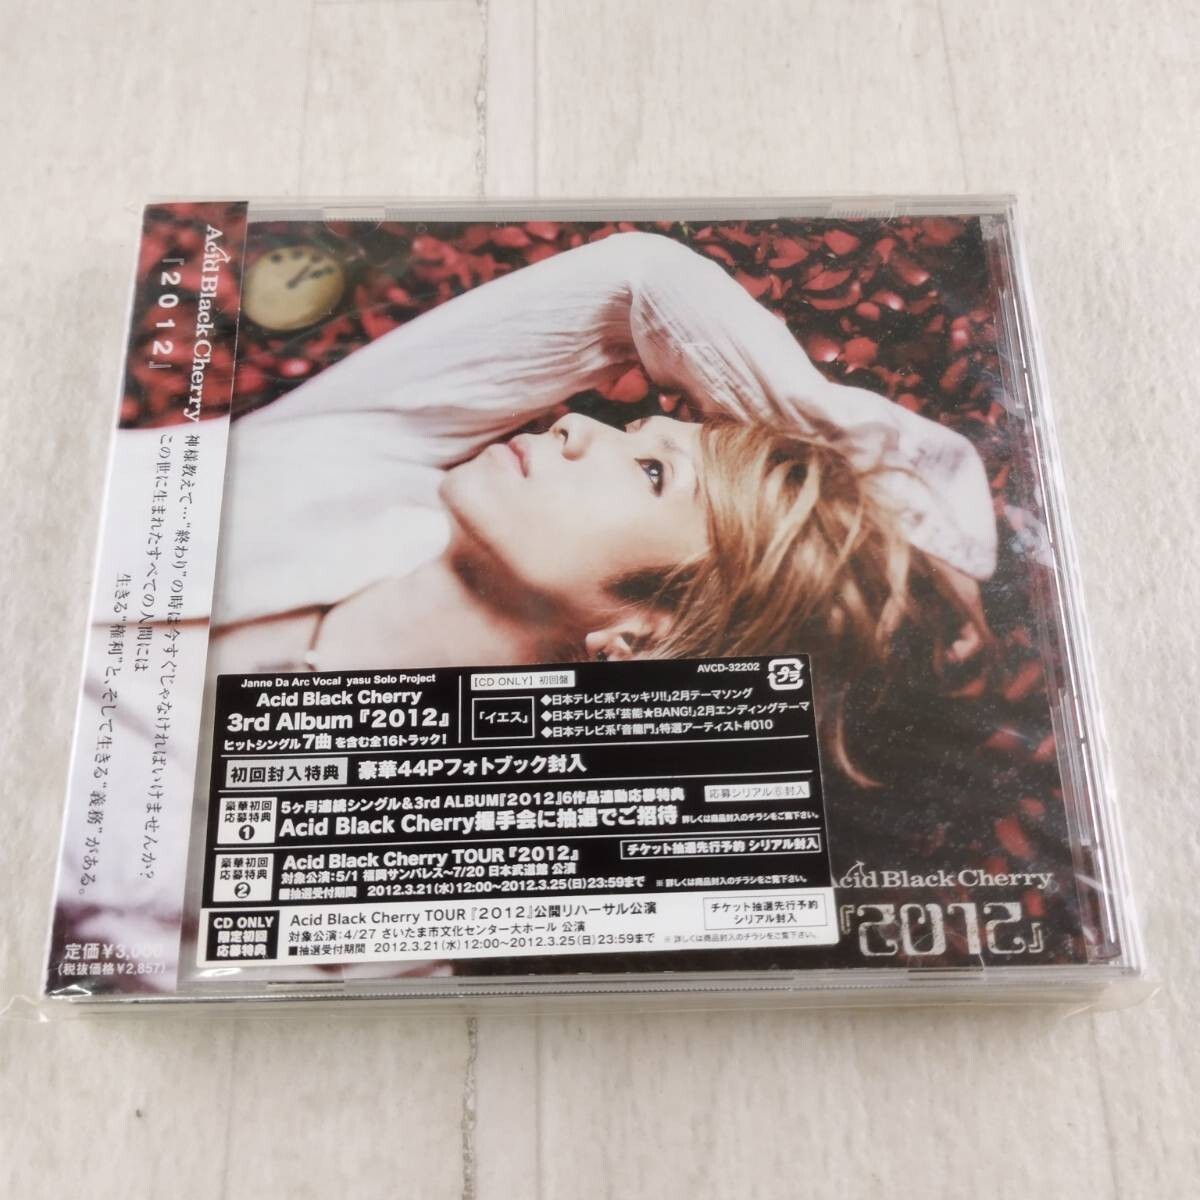 Acid Black Cherry
『2012』
神様教えて…“終わり”の時は今すぐじゃなければいけませんか?
この世に生まれたすべての人間には
生きる“権利”と、そして生きる“義務”がある。
定価¥3,000
(税抜価格¥2,857)
Janne Da Arc Vocal yasu Solo Project
Acid Black Cherry
3rd Album『2012』
ヒットシングル7曲を含む全16トラック!
【CD ONLY】初回盤
AVCD-32202
プラ
「イエス」
◆日本テレビ系「スッキリ!!」2月テーマソング
◆日本テレビ系「芸能★BANG!」2月エンディングテーマ
◆日本テレビ系「音龍門」特選アーティスト#010
初回封入特典
豪華44Pフォトブック封入
豪華初回
応募特典
1
5ヶ月連続シングル&3rd ALBUM『2012』6作品連動応募特典
応募シリアル⑥封入
Acid Black Cherry握手会に抽選でご招待
詳しくは商品封入のチラシをご覧下さい。
豪華初回
応募特典
2
Acid Black Cherry TOUR『2012』
チケット抽選先行予約 シリアル封入
対象公演:5/1 福岡サンパレス~7/20 日本武道館 公演
■抽選受付期間 2012.3.21(水)12:00~2012.3.25(日)23:59まで
※詳しくは商品封入のチラシをご覧下さい。
CD ONLY
限定初回
応募特典
Acid Black Cherry TOUR『2012』公開リハーサル公演
対象公演:4/27 さいたま市文化センター大ホール 公演
■抽選受付期間 2012.3.21(水)12:00~2012.3.25(日)23:59まで
チケット抽選先行予約
シリアル封入
※詳しくは商品封入のチラシをご覧下さい。
Acid Black Cherry
『2012』